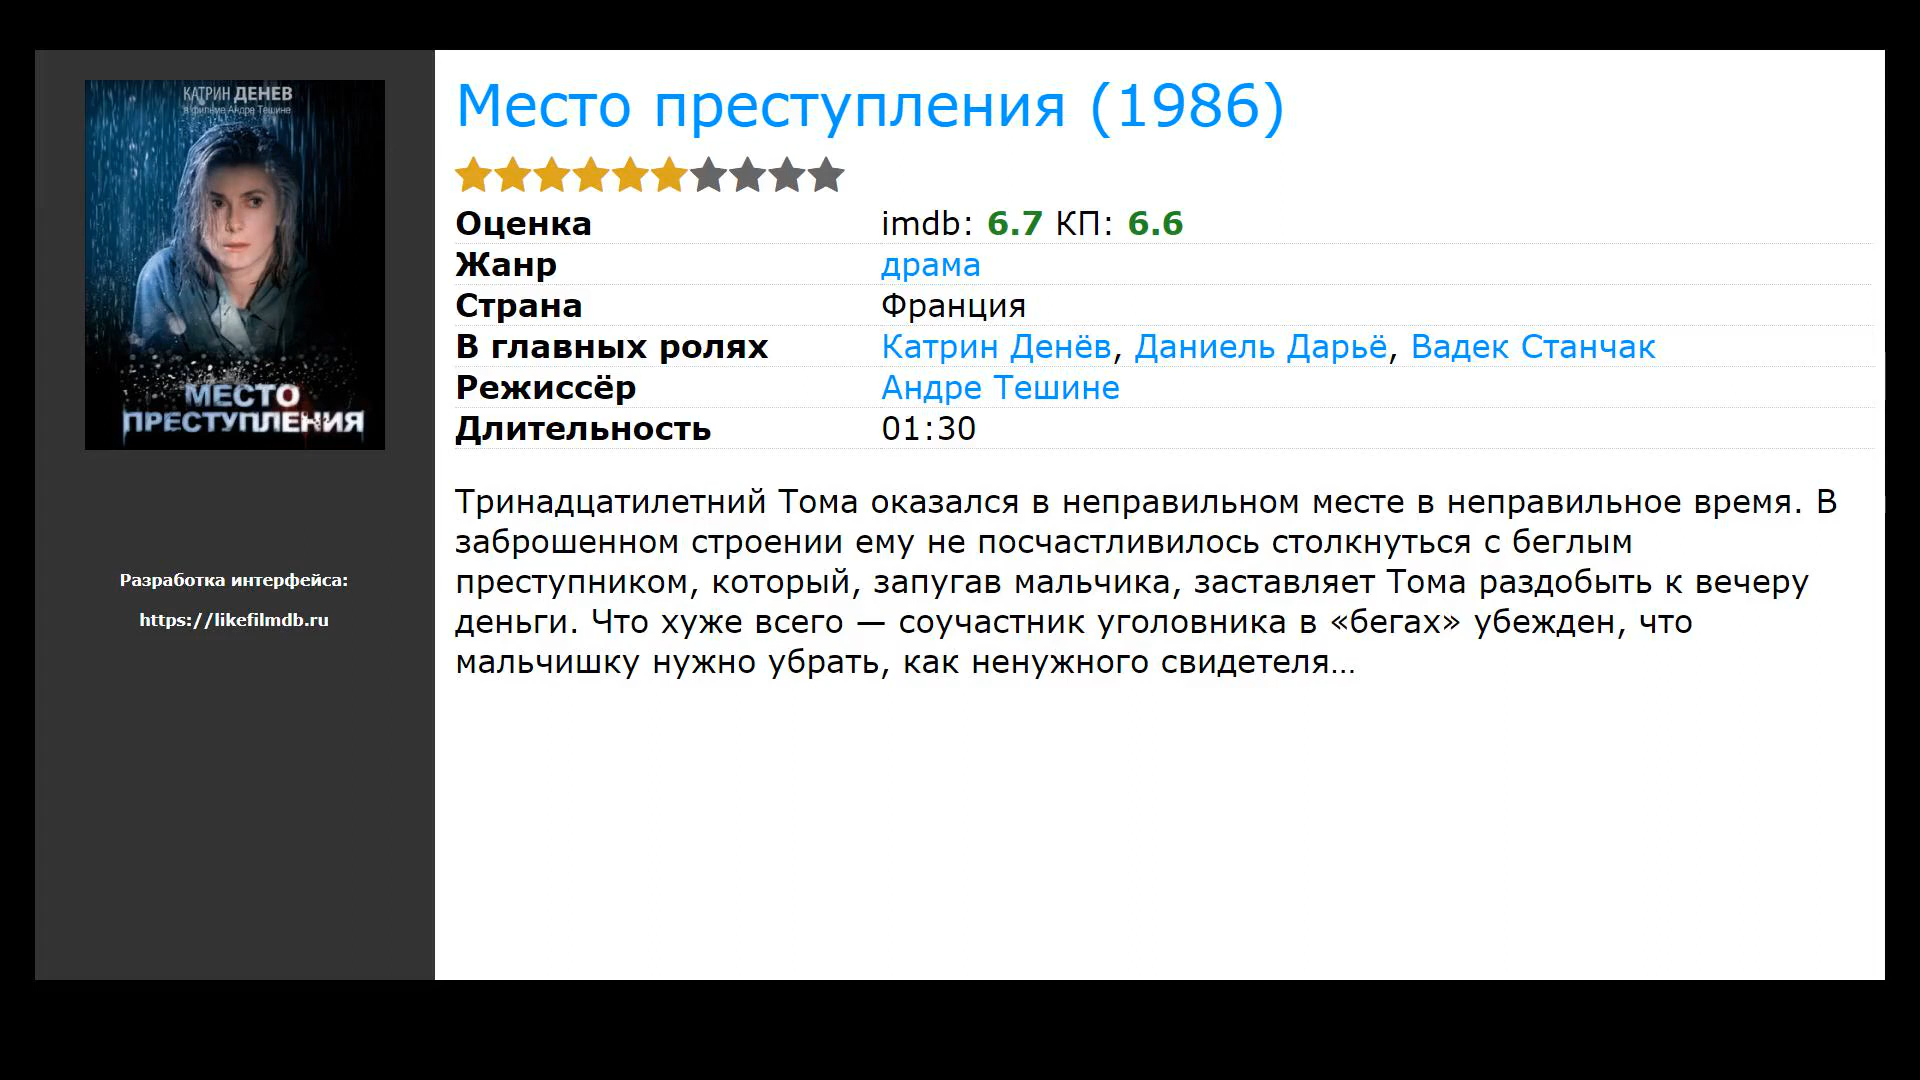 КАТРИН ДЕНЕВ
в фильме Андре Тешине
МЕСТО
ПРЕСТУПЛЕНИЯ
Разработка интерфейса:
https://likefilmdb.ru
Место преступления (1986)
Оценка imdb: 6.7 КП: 6.6
Жанр драма
Страна Франция
В главных ролях Катрин Денёв, Даниель Дарьё, Вадек Станчак
Режиссёр Андре Тешине
Длительность 01:30
Тринадцатилетний Тома оказался в неправильном месте в неправильное время. В
заброшенном строении ему не посчастливилось столкнуться с беглым
преступником, который, запугав мальчика, заставляет Тома раздобыть к вечеру
деньги. Что хуже всего — соучастник уголовника в «бегах» убежден, что
мальчишку нужно убрать, как ненужного свидетеля…